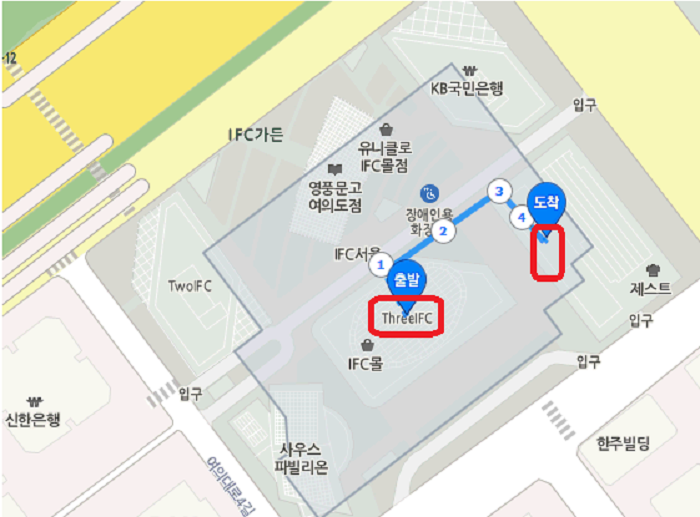 -12
KB국민은행
입구
IFC가든
유니클로
IFC몰점
영풍문고
여의도점
장애인용
화장
3
도착
4
2
IFC서울
1
출발
TwoIFC
ThreeIFC
제스트
입구
IFC몰
입구
입구
신한은행
사우스
파빌리온
한주빌딩
여의대로4길